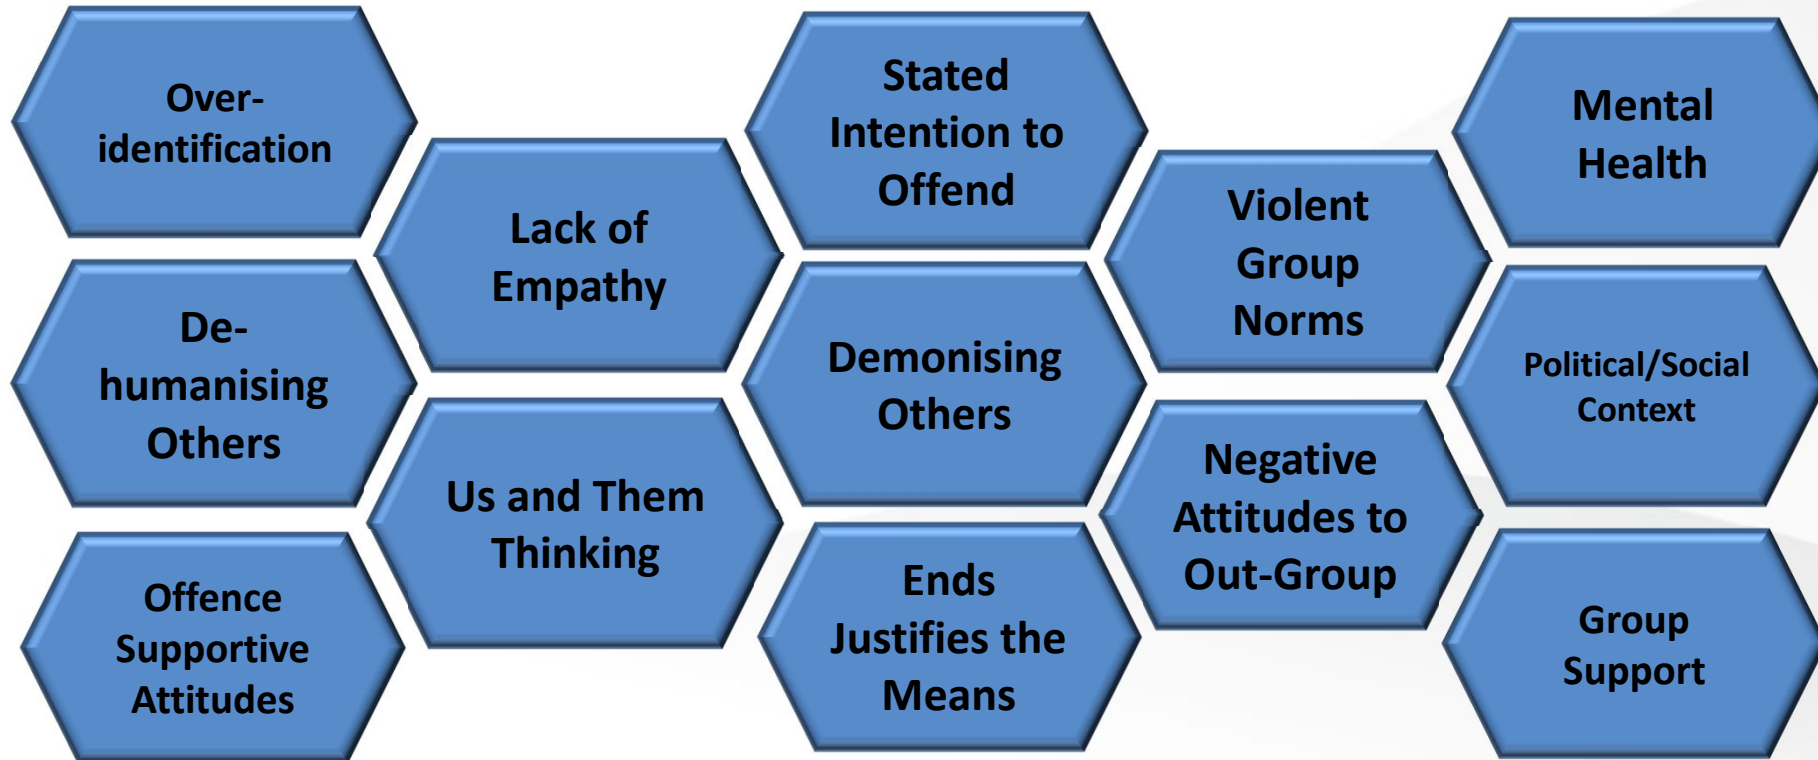 Over-
identification
De-
humanising
Others
Offence
Supportive
Attitudes
Lack of
Empathy
Us and Them
Thinking
Stated
Intention to
Offend
Demonising
Others
Ends
Justifies the
Means
Violent
Group
Norms
Negative
Attitudes to
Out-Group
Mental
Health
Political/Social
Context
Group
Support